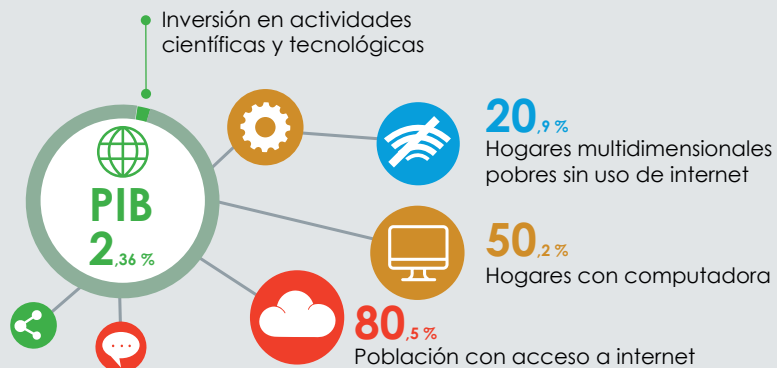 Inversión en actividades
científicas y tecnológicas
PIB
2,36 %
20,9 %
Hogares multidimensionales
pobres sin uso de internet
50,2 %
Hogares con computadora
80,5 %
Población con acceso a internet